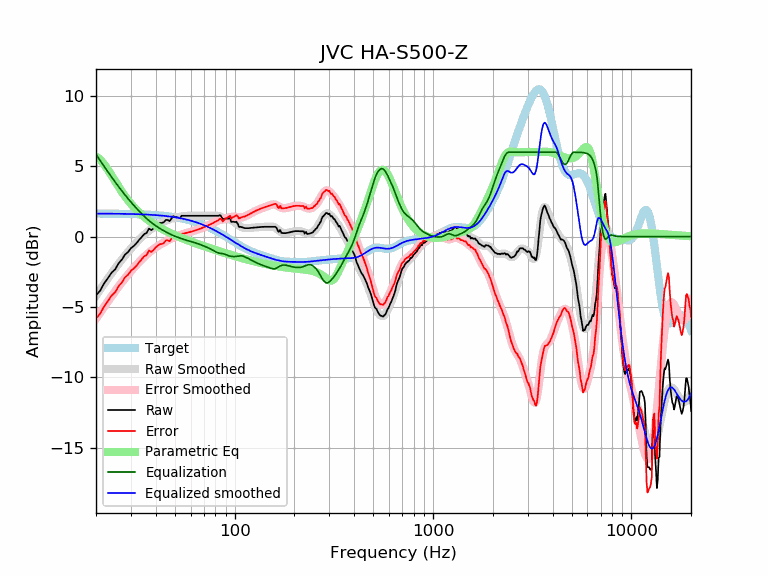 JVC HA-S500-Z
Amplitude (dBr)
10
5
0
−5
−10
−15
Target
Raw Smoothed
Error Smoothed
Raw
Error
Parametric Eq
Equalization
Equalized smoothed
100
1000
10000
Frequency (Hz)